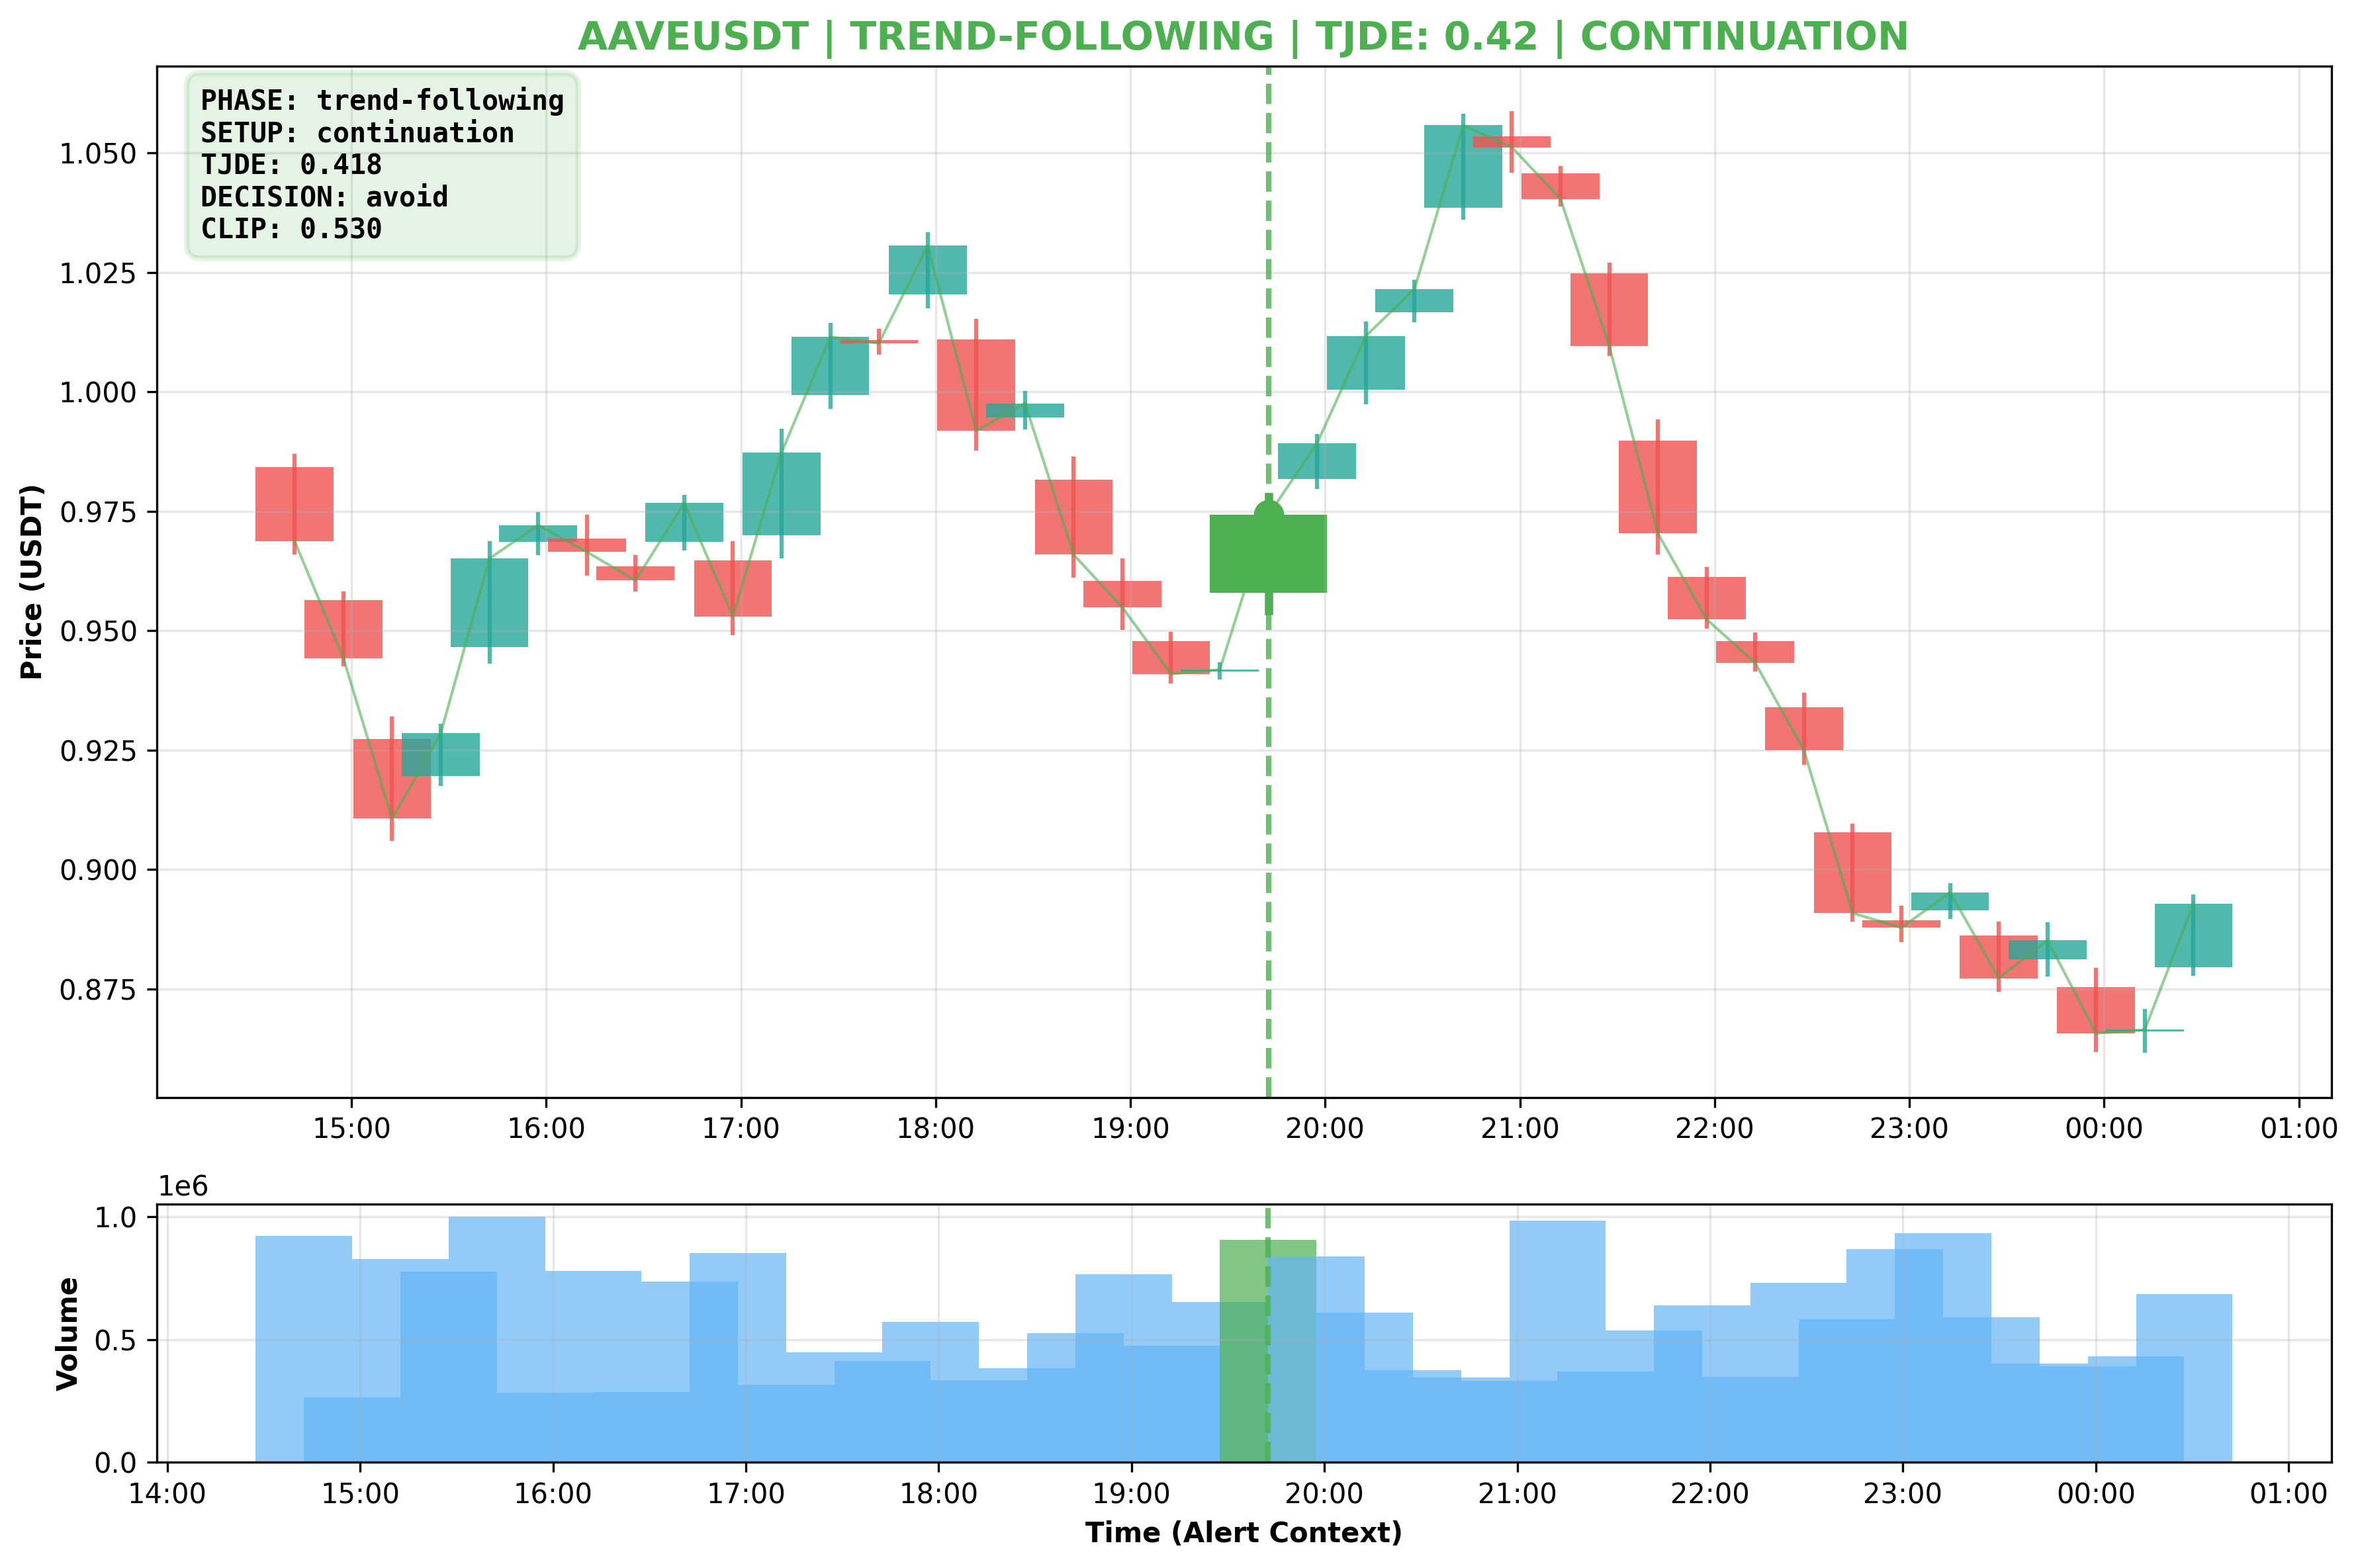 AAVEUSDT | TREND-FOLLOWING | TJDE: 0.42 | CONTINUATION
PHASE: trend-following
SETUP: continuation
TJDE: 0.418
DECISION: avoid
CLIP: 0.530
Price (USDT)
1.050
1.025
1.000
0.975
0.950
0.925
0.900
0.875
15:00 16:00 17:00 18:00 19:00 20:00 21:00 22:00 23:00 00:00 01:00
1e6
Volume
1.0
0.5
0.0
14:00 15:00 16:00 17:00 18:00 19:00 20:00 21:00 22:00 23:00 00:00 01:00
Time (Alert Context)